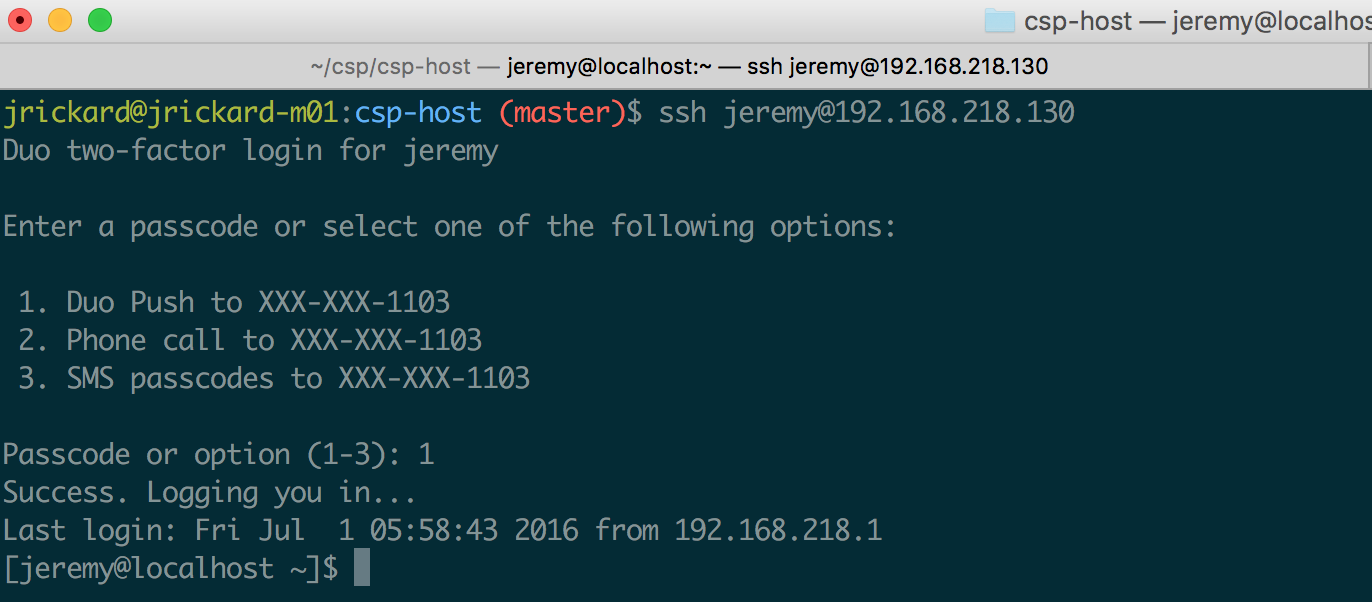 csp-host — jeremy@localhos
~/csp/csp-host — jeremy@localhost:~ — ssh jeremy@192.168.218.130
jrickard@jrickard-m01:csp-host (master)$ ssh jeremy@192.168.218.130
Duo two-factor login for jeremy
Enter a passcode or select one of the following options:
1. Duo Push to XXX-XXX-1103
2. Phone call to XXX-XXX-1103
3. SMS passcodes to XXX-XXX-1103
Passcode or option (1-3): 1
Success. Logging you in...
Last login: Fri Jul  1 05:58:43 2016 from 192.168.218.1
[jeremy@localhost ~]$